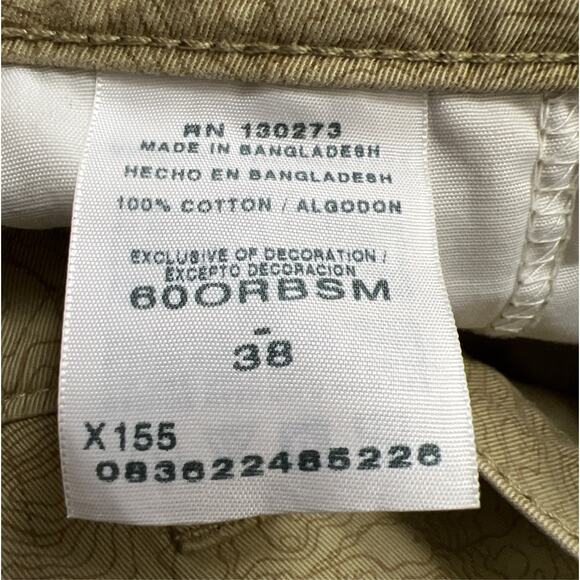 RN 130273
MADE IN BANGLADESH
HECHO EN BANGLADESH
100% COTTON / ALGODON
EXCLUSIVE OF DECORATION /
EXCEPTO DECORACION
60ORBSM
-
38
X155
083622485226